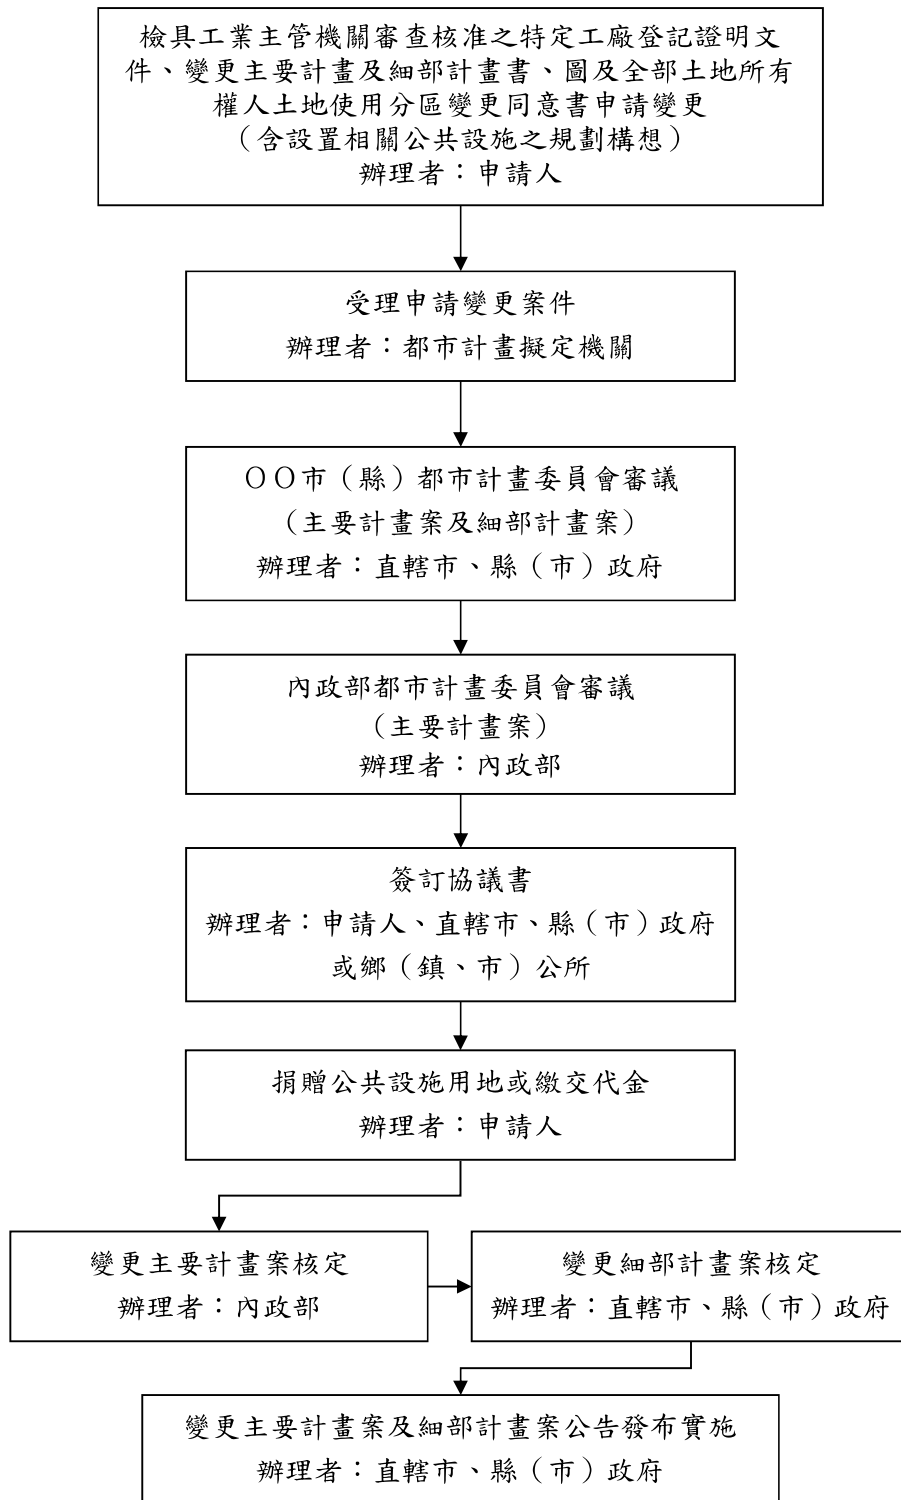 檢具工業主管機關審查核准之特定工廠登記證明文
件、變更主要計畫及細部計畫書、圖及全部土地所有
權人土地使用分區變更同意書申請變更
（含設置相關公共設施之規劃構想）
辦理者：申請人
受理申請變更案件
辦理者：都市計畫擬定機關
〇〇市（縣）都市計畫委員會審議
（主要計畫案及細部計畫案）
辦理者：直轄市、縣（市）政府
內政部都市計畫委員會審議
（主要計畫案）
辦理者：內政部
簽訂協議書
辦理者：申請人、直轄市、縣（市）政府
或鄉（鎮、市）公所
捐贈公共設施用地或繳交代金
辦理者：申請人
變更主要計畫案核定
辦理者：內政部
變更細部計畫案核定
辦理者：直轄市、縣（市）政府
變更主要計畫案及細部計畫案公告發布實施
辦理者：直轄市、縣（市）政府